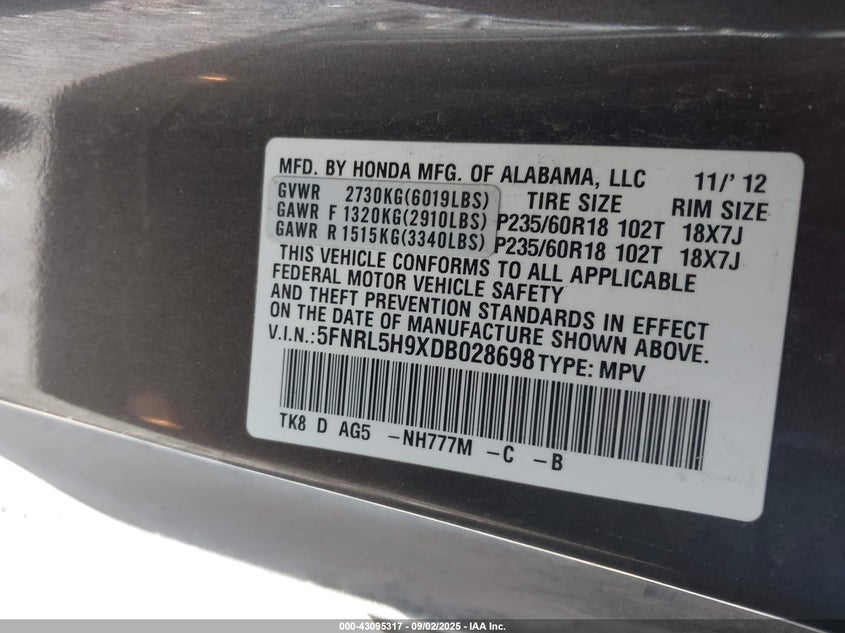 MFD. BY HONDA MFG. OF ALABAMA, LLC 11/' 12
GVWR 2730KG(6019LBS) TIRE SIZE RIM SIZE
GAWR F 1320KG(2910LBS) P235/60R18 102T 18X7J
GAWR R 1515KG(3340LBS) P235/60R18 102T 18X7J
THIS VEHICLE CONFORMS TO ALL APPLICABLE
FEDERAL MOTOR VEHICLE SAFETY
AND THEFT PREVENTION STANDARDS IN EFFECT
ON THE DATE OF MANUFACTURE SHOWN ABOVE.
V.I.N.:5FNRL5H9XDB028698 TYPE: MPV
TK8 D AG5 -NH777M -C -B
000-43095317 - 09/02/2025 - IAA Inc.